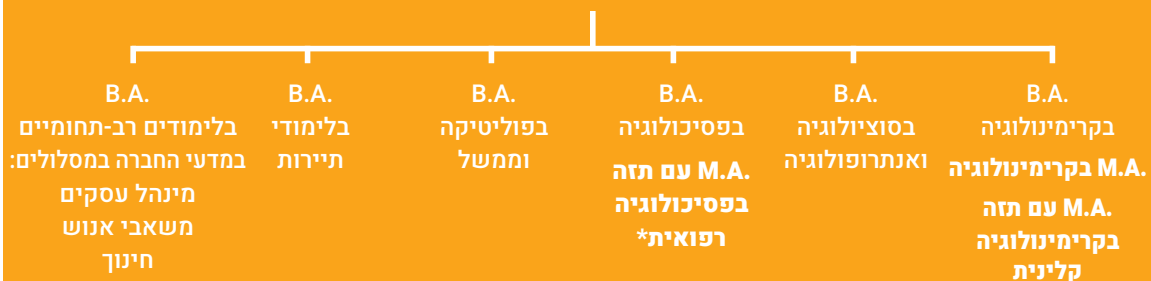 B.A.
בקרימינולוגיה
M.A. בקרימינולוגיה
M.A. עם תזה
בקרימינולוגיה
קלינית
B.A.
בסוציולוגיה
ואנתרופולוגיה
B.A.
בפסיכולוגיה
M.A. עם תזה
בפסיכולוגיה
רפואית*
B.A.
בפוליטיקה
וממשל
B.A.
בלימודי
תיירות
B.A.
בלימודים רב-תחומיים
במדעי החברה במסלולים:
מינהל עסקים
משאבי אנוש
חינוך